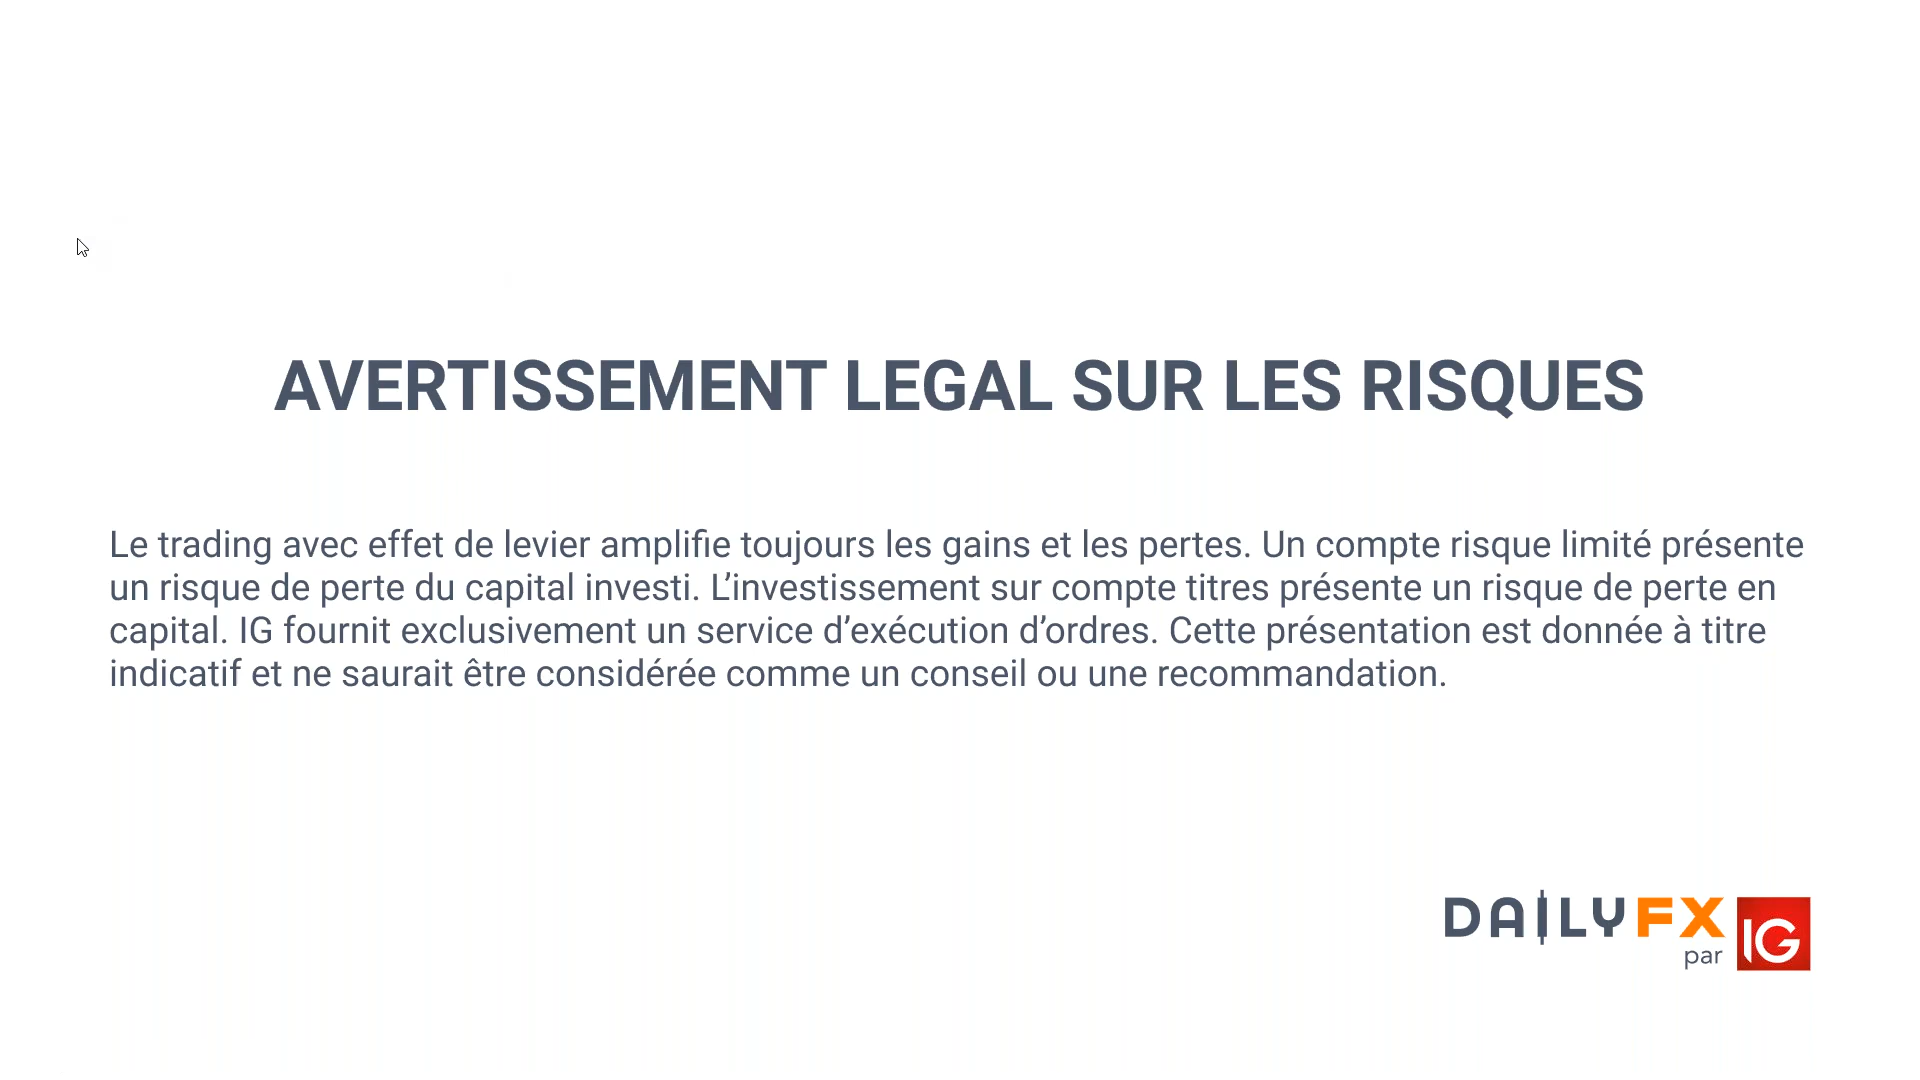 AVERTISSEMENT LEGAL SUR LES RISQUES
Le trading avec effet de levier amplifie toujours les gains et les pertes. Un compte risque limité présente
un risque de perte du capital investi. L’investissement sur compte titres présente un risque de perte en
capital. IG fournit exclusivement un service d’exécution d’ordres. Cette présentation est donnée à titre
indicatif et ne saurait être considérée comme un conseil ou une recommandation.
DAILYFX
par IG